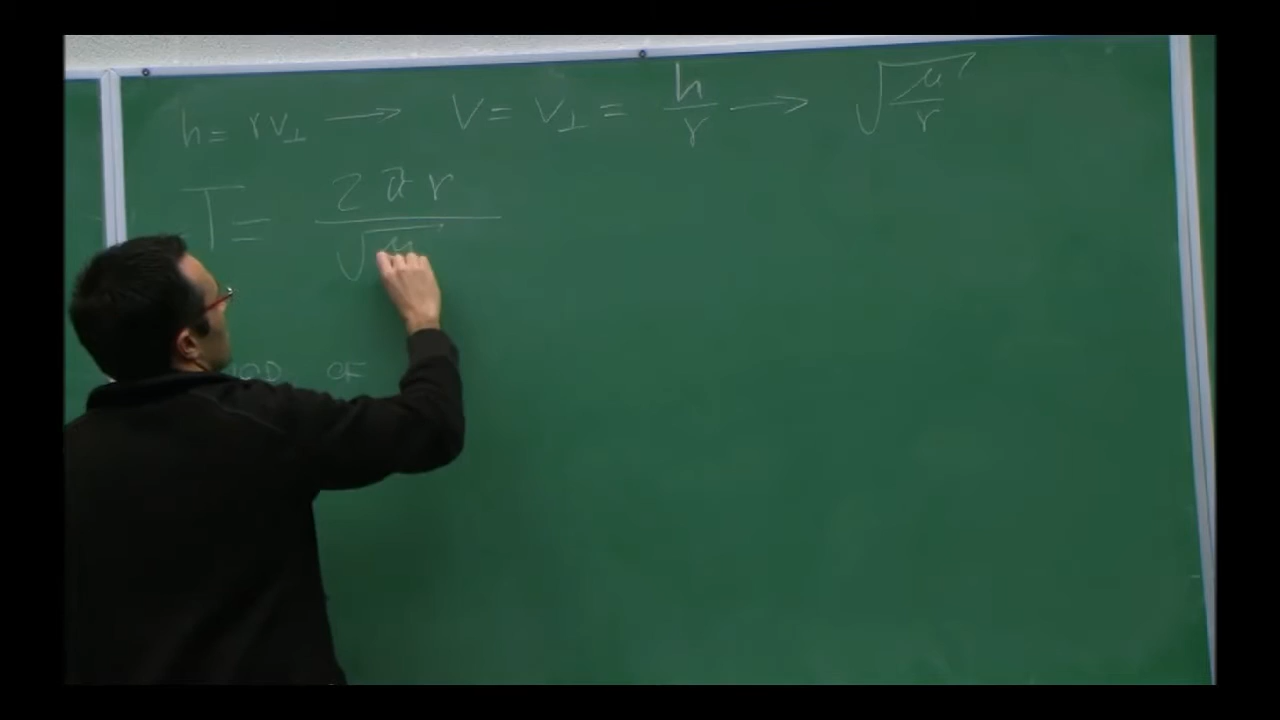 h = r v⊥ → V = V⊥ = h/r → √(μ/r)
T = 2πr/√μ
OF